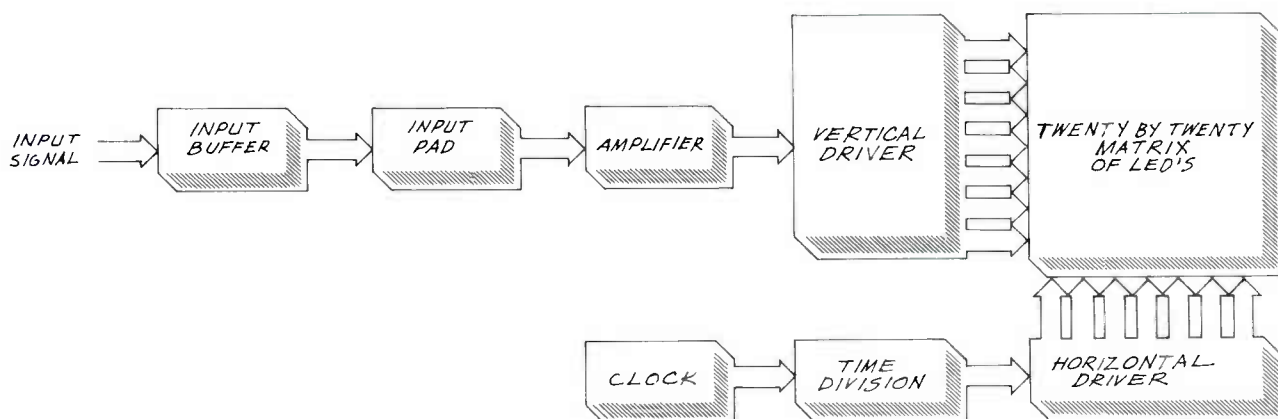 INPUT
SIGNAL
INPUT
BUFFER
INPUT
PAD
AMPLIFIER
VERTICAL
DRIVER
TWENTY BY TWENTY
MATRIX
OF LED'S
CLOCK
TIME
DIVISION
HORIZONTAL
DRIVER